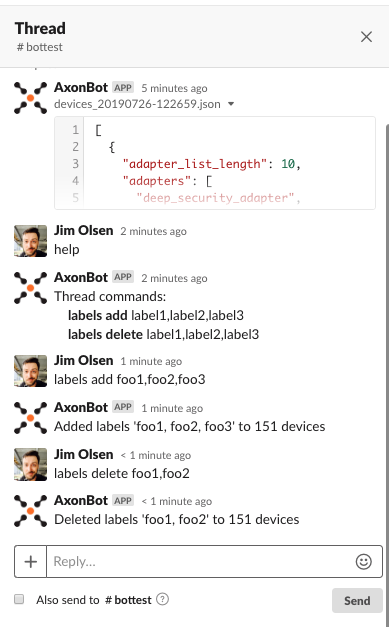 Thread
# bottest
AxonBot APP 5 minutes ago
devices_20190726-122659.json
1 [
2 {
3 "adapter_list_length": 10,
4 "adapters": [
5 "deep_security_adapter",
Jim Olsen 2 minutes ago
help
AxonBot APP 2 minutes ago
Thread commands:
labels add label1,label2,label3
labels delete label1,label2,label3
Jim Olsen 1 minute ago
labels add foo1,foo2,foo3
AxonBot APP 1 minute ago
Added labels 'foo1, foo2, foo3' to 151 devices
Jim Olsen < 1 minute ago
labels delete foo1,foo2
AxonBot APP < 1 minute ago
Deleted labels 'foo1, foo2' to 151 devices
Reply...
Also send to # bottest ?
Send